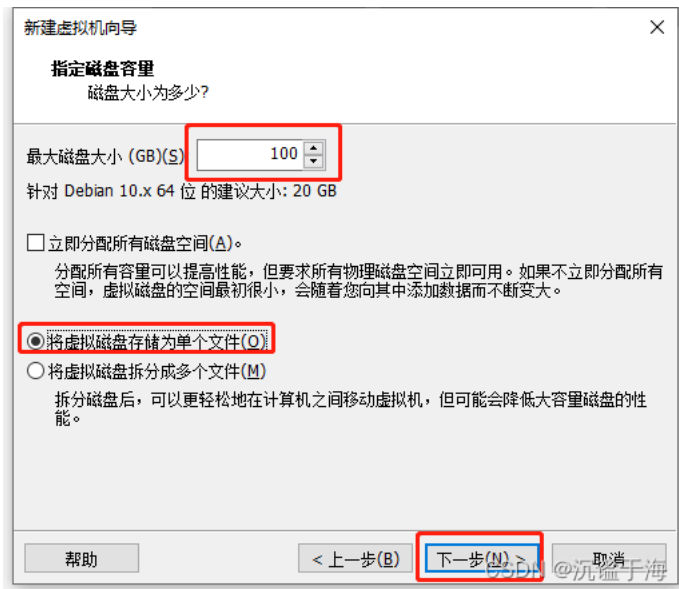 新建虚拟机向导
指定磁盘容量
磁盘大小为多少?
最大磁盘大小 (GB)(S)
100
针对 Debian 10.x 64 位 的建议大小: 20 GB
立即分配所有磁盘空间(A)。
分配所有容量可以提高性能，但要求所有物理磁盘空间立即可用。如果不立即分配所有
空间，虚拟磁盘的空间最初很小，会随着您向其中添加数据而不断变大。
将虚拟磁盘存储为单个文件(O)
将虚拟磁盘拆分成多个文件(M)
拆分磁盘后，可以更轻松地在计算机之间移动虚拟机，但可能会降低大容量磁盘的性
能。
帮助
< 上一步(B)
下一步(N) >
取消
CSDN @沉谥于海